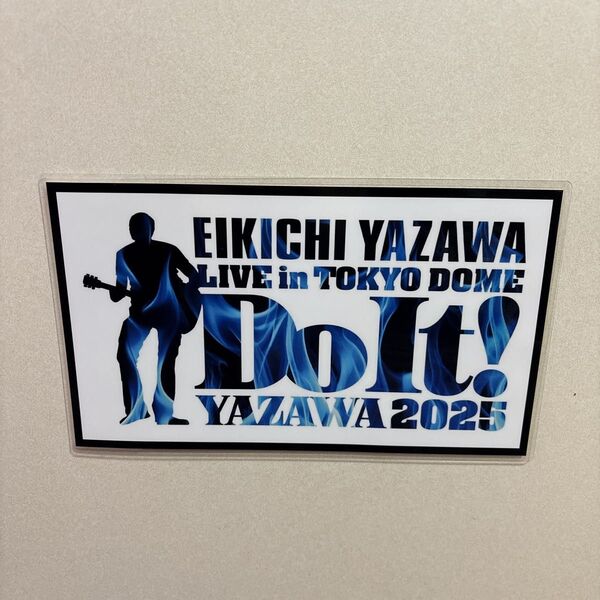 EIKICHI YAZAWA
LIVE in TOKYO DOME
Do It!
YAZAWA 2025